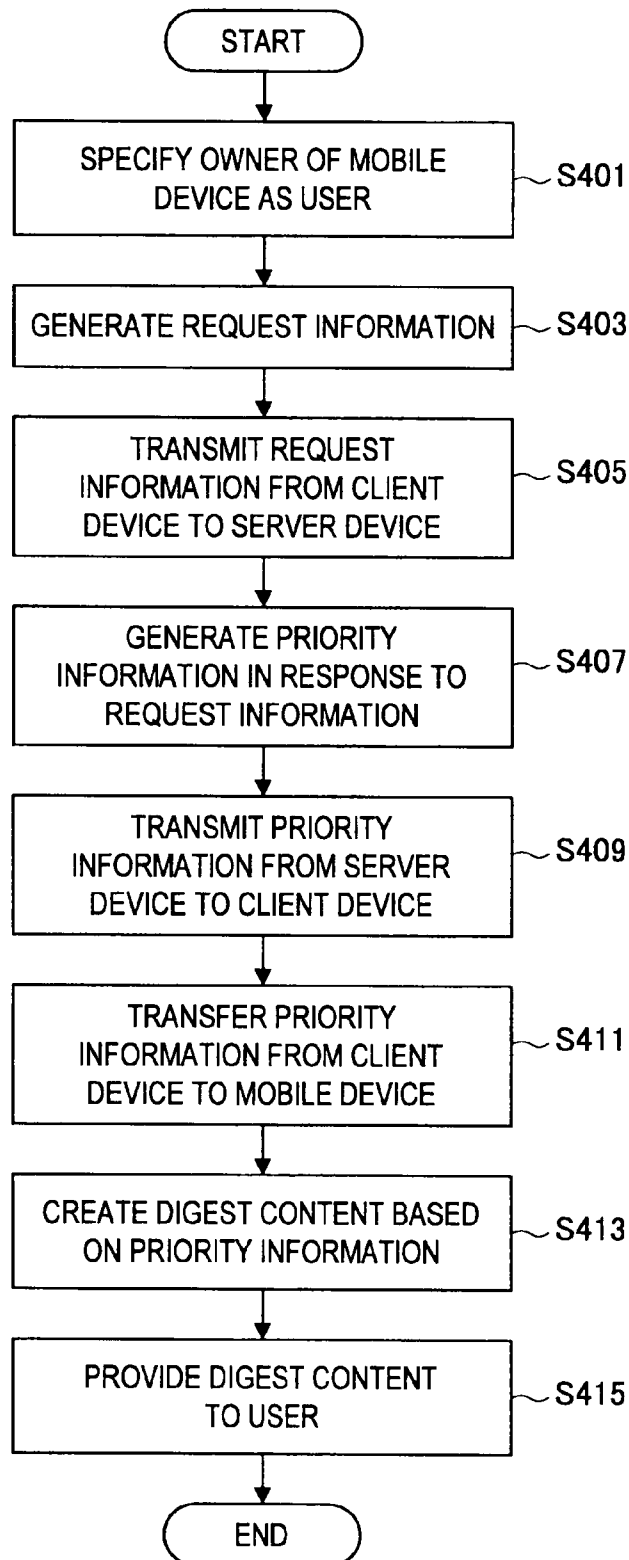 START
SPECIFY OWNER OF MOBILE
DEVICE AS USER
S401
GENERATE REQUEST INFORMATION
S403
TRANSMIT REQUEST
INFORMATION FROM CLIENT
DEVICE TO SERVER DEVICE
S405
GENERATE PRIORITY
INFORMATION IN RESPONSE TO
REQUEST INFORMATION
S407
TRANSMIT PRIORITY
INFORMATION FROM SERVER
DEVICE TO CLIENT DEVICE
S409
TRANSFER PRIORITY
INFORMATION FROM CLIENT
DEVICE TO MOBILE DEVICE
S411
CREATE DIGEST CONTENT BASED
ON PRIORITY INFORMATION
S413
PROVIDE DIGEST CONTENT
TO USER
S415
END